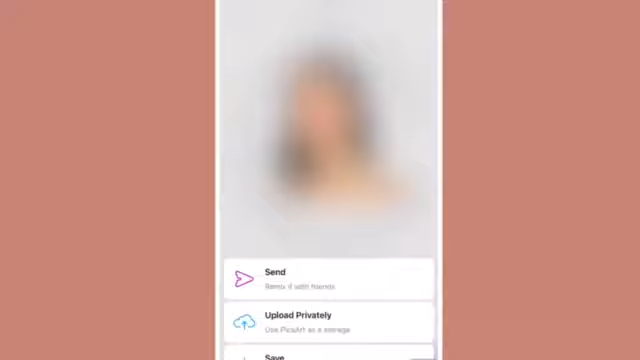 Send
Remix it with friends
Upload Privately
Use PicsArt as a storage
Save